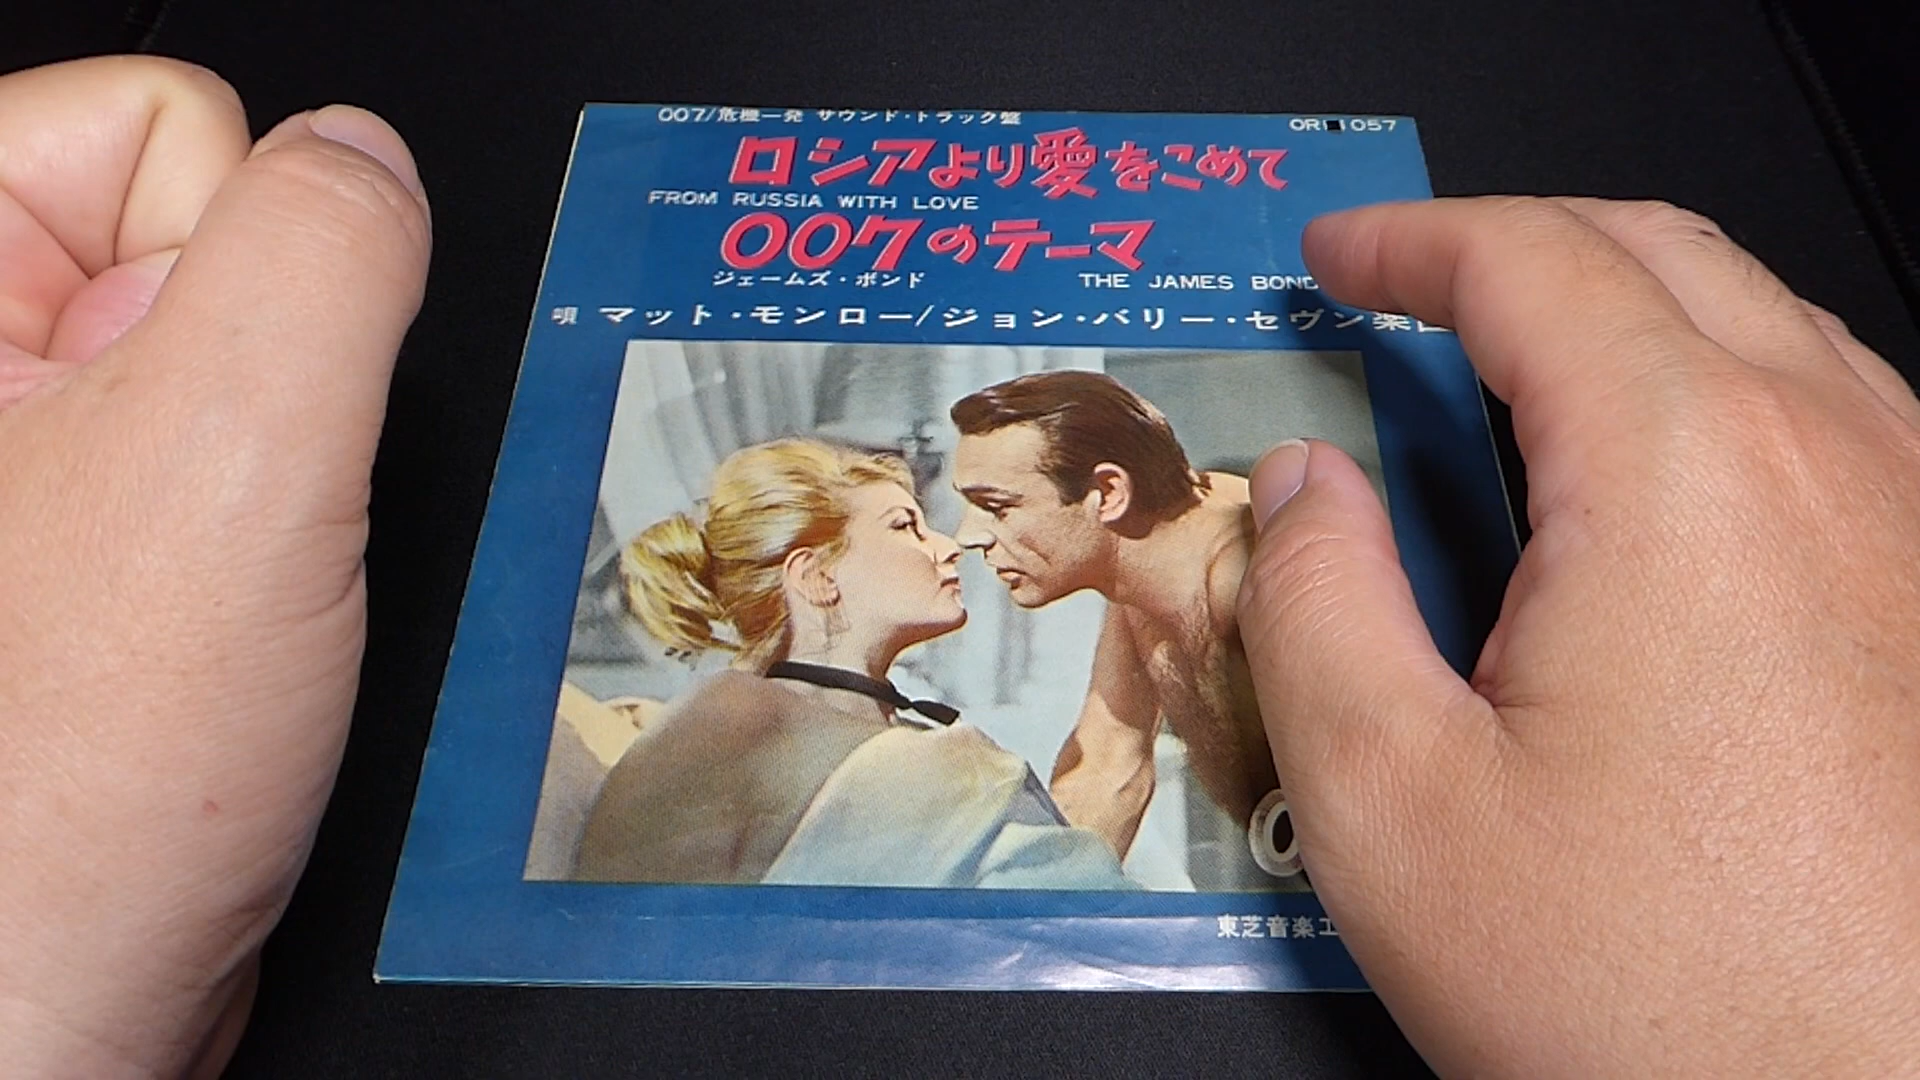 007/危機一発 サウンド・トラック盤
OR 1057
ロシアより愛をこめて
FROM RUSSIA WITH LOVE
007のテーマ
ジェームズ・ボンド THE JAMES BOND
唄 マット・モンロー/ジョン・バリー・セヴン楽団
東芝音楽工